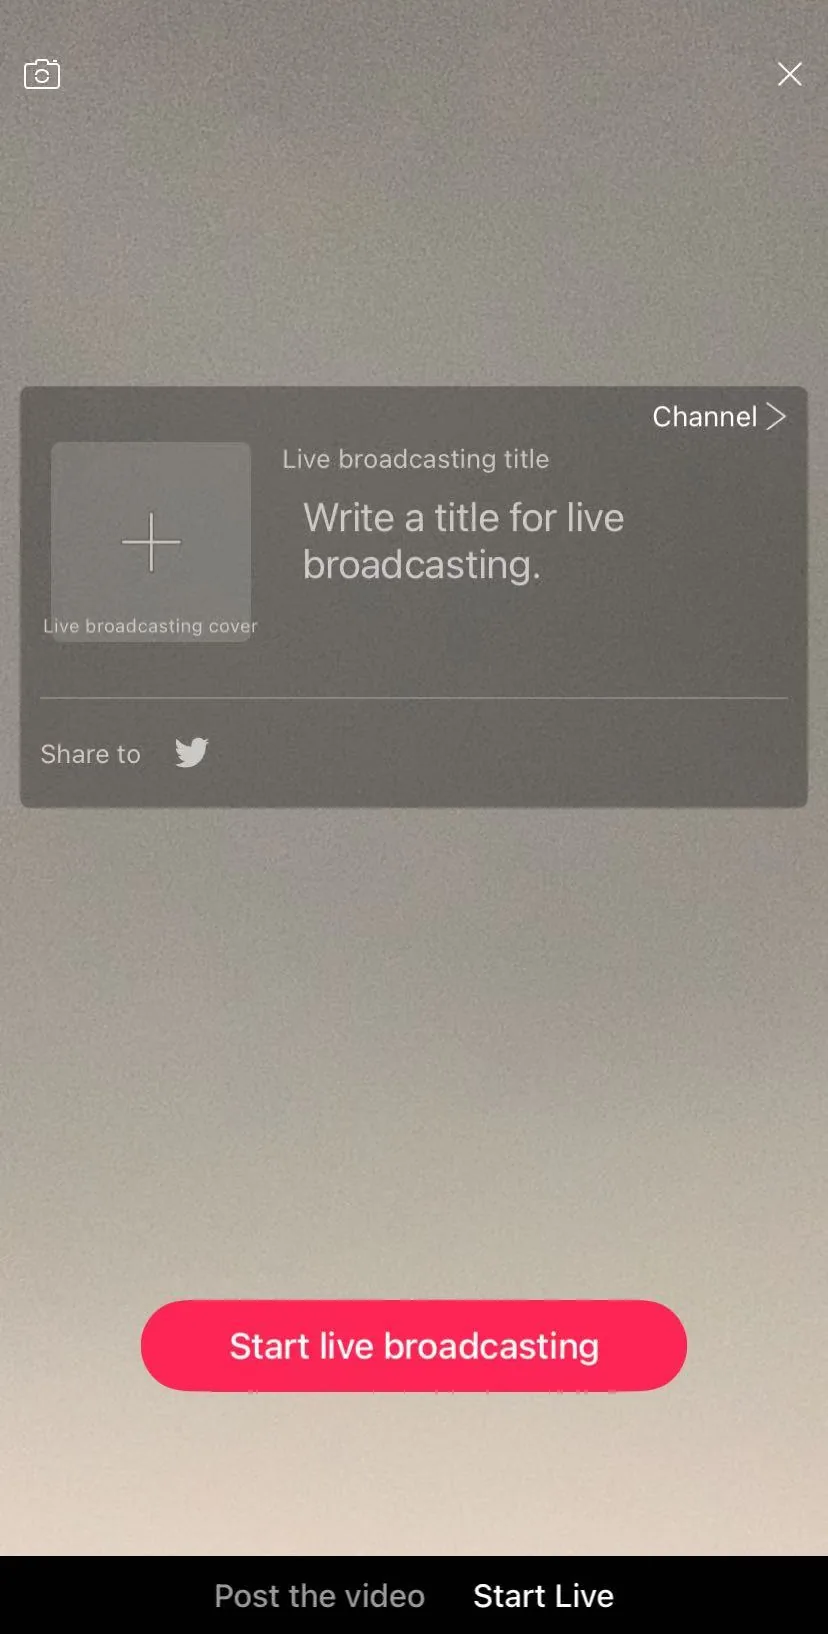 Channel
Live broadcasting title
Write a title for live
broadcasting.
Live broadcasting cover
Share to
Start live broadcasting
Post the video
Start Live